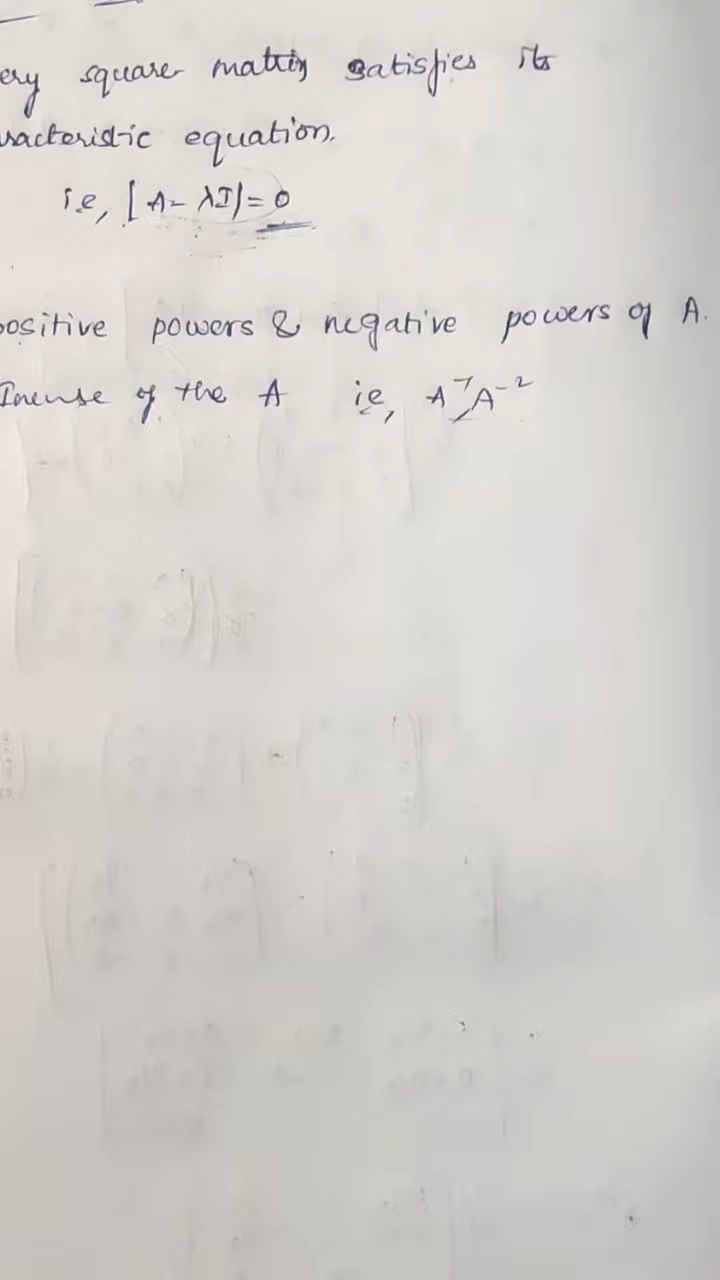 ery square matrix satisfies its
racteristic equation.
i.e, |A - λI| = 0
ositive powers & negative powers of A.
Inverse of the A ie, A⁻¹, A⁻²